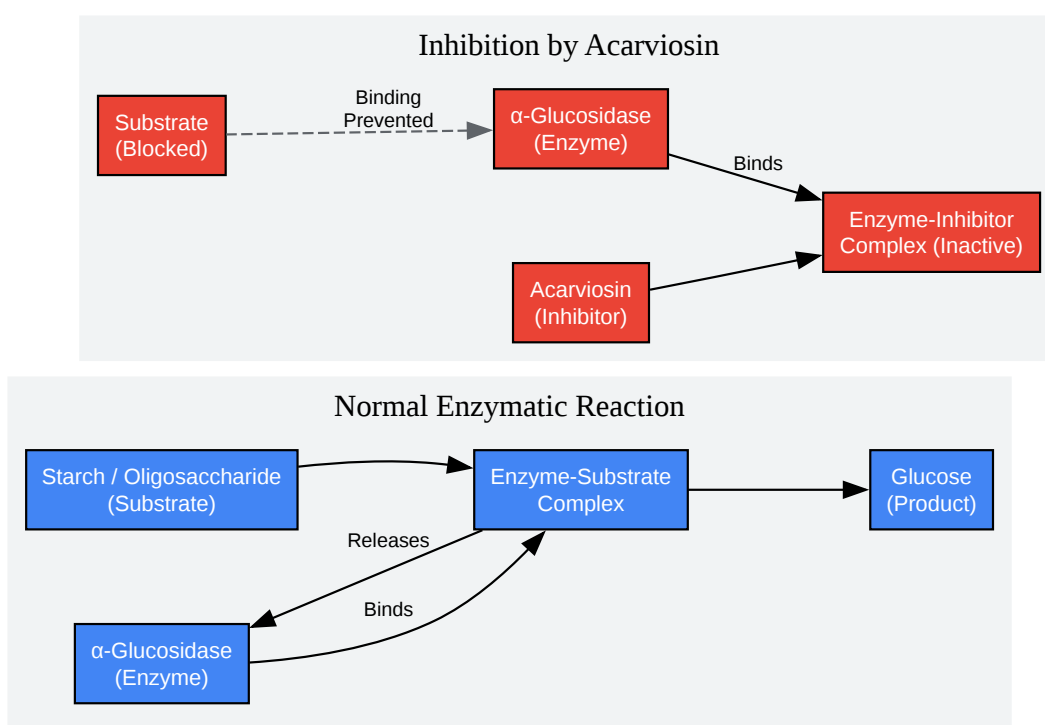 Inhibition by Acarviosin
Substrate
(Blocked)
Binding
Prevented
α-Glucosidase
(Enzyme)
Binds
Enzyme-Inhibitor
Complex (Inactive)
Acarviosin
(Inhibitor)
Normal Enzymatic Reaction
Starch / Oligosaccharide
(Substrate)
Enzyme-Substrate
Complex
Glucose
(Product)
Releases
Binds
α-Glucosidase
(Enzyme)